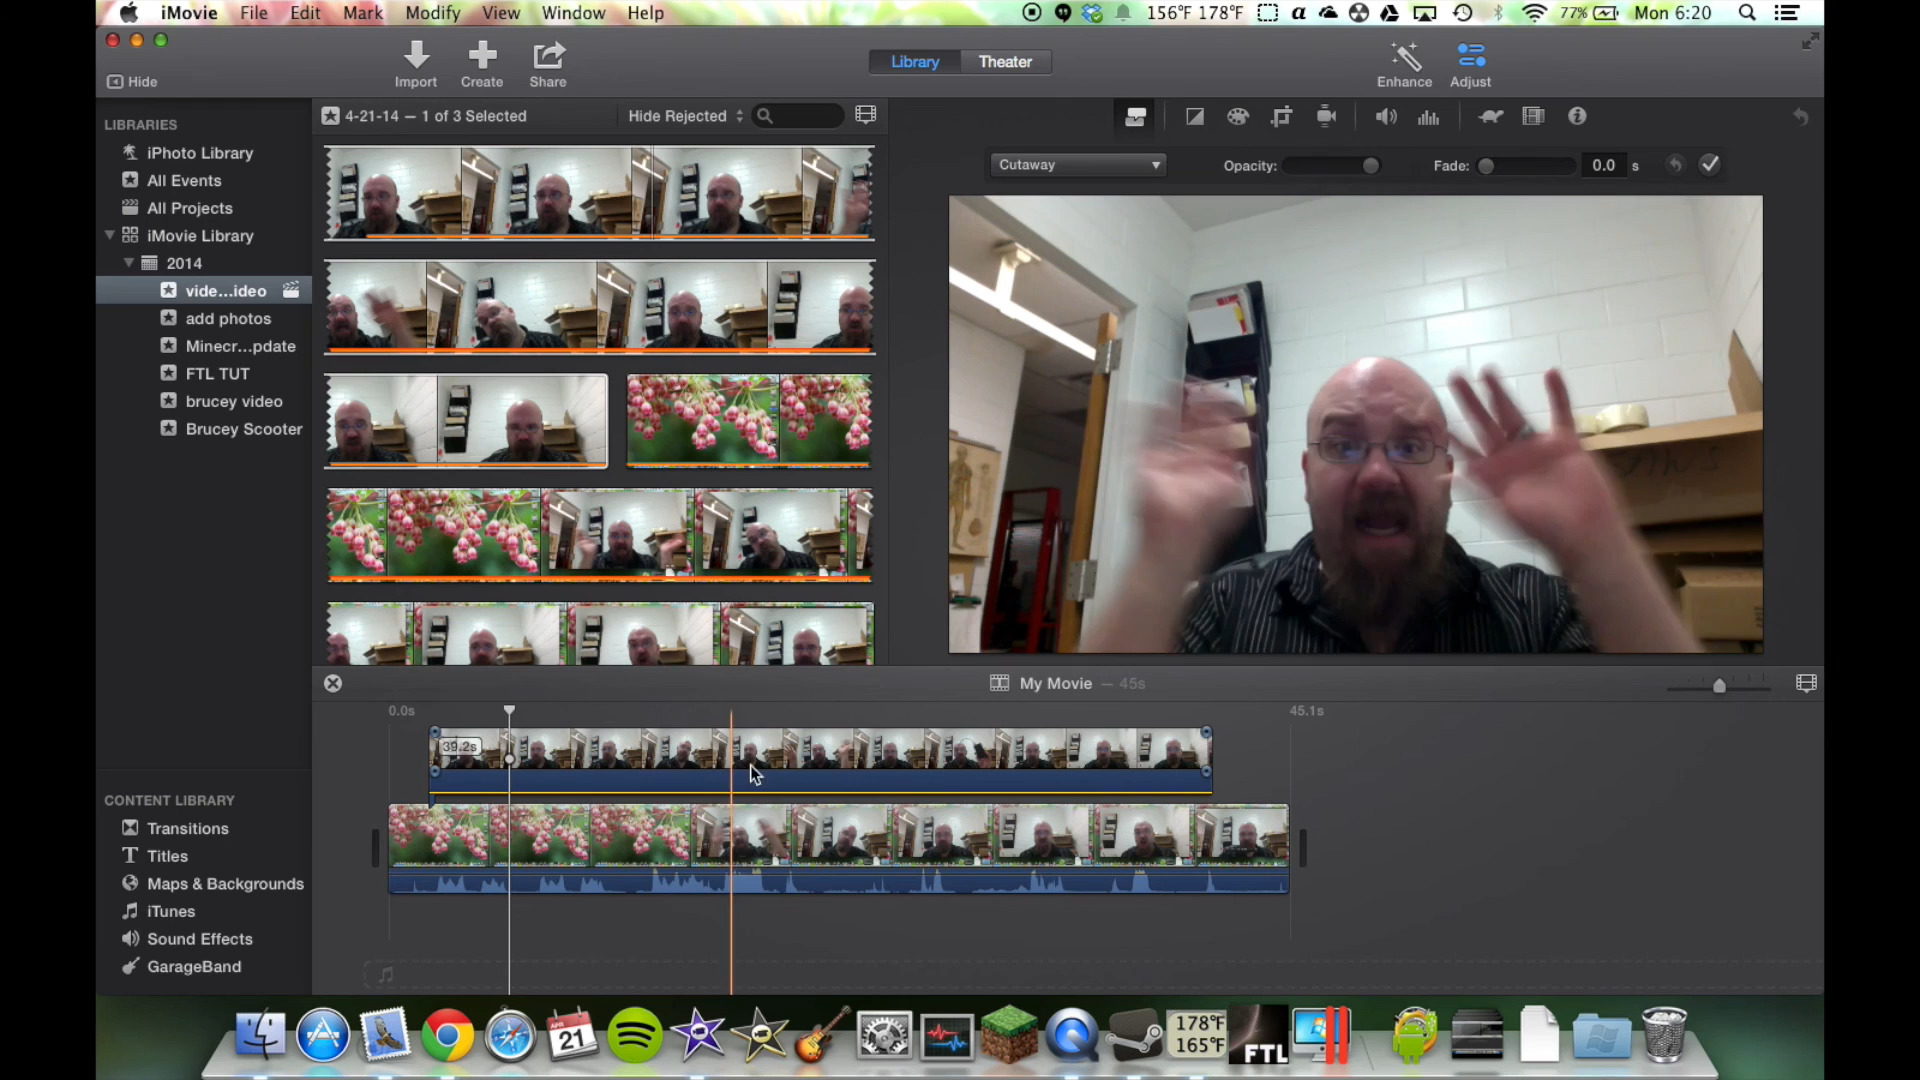 iMovie File Edit Mark Modify View Window Help 156°F 178°F 77% Mon 6:20
Import Create Share Library Theater Enhance Adjust
Hide
LIBRARIES
iPhoto Library
All Events
All Projects
iMovie Library
2014
vide...ideo
add photos
Minecr...pdate
FTL TUT
brucey video
Brucey Scooter
4-21-14 — 1 of 3 Selected Hide Rejected
Cutaway Opacity: Fade: 0.0 s
My Movie — 45s
0.0s 45.1s
39.2s
CONTENT LIBRARY
Transitions
Titles
Maps & Backgrounds
iTunes
Sound Effects
GarageBand
APR
21
178°F
165°F
FTL